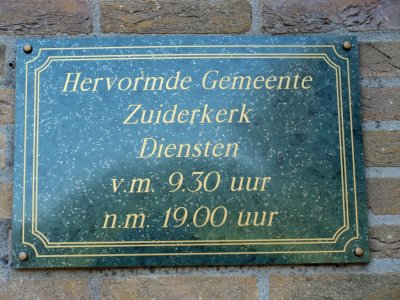 Hervormde Gemeente
Zuiderkerk
Diensten
v.m. 9.30 uur
n.m. 19.00 uur